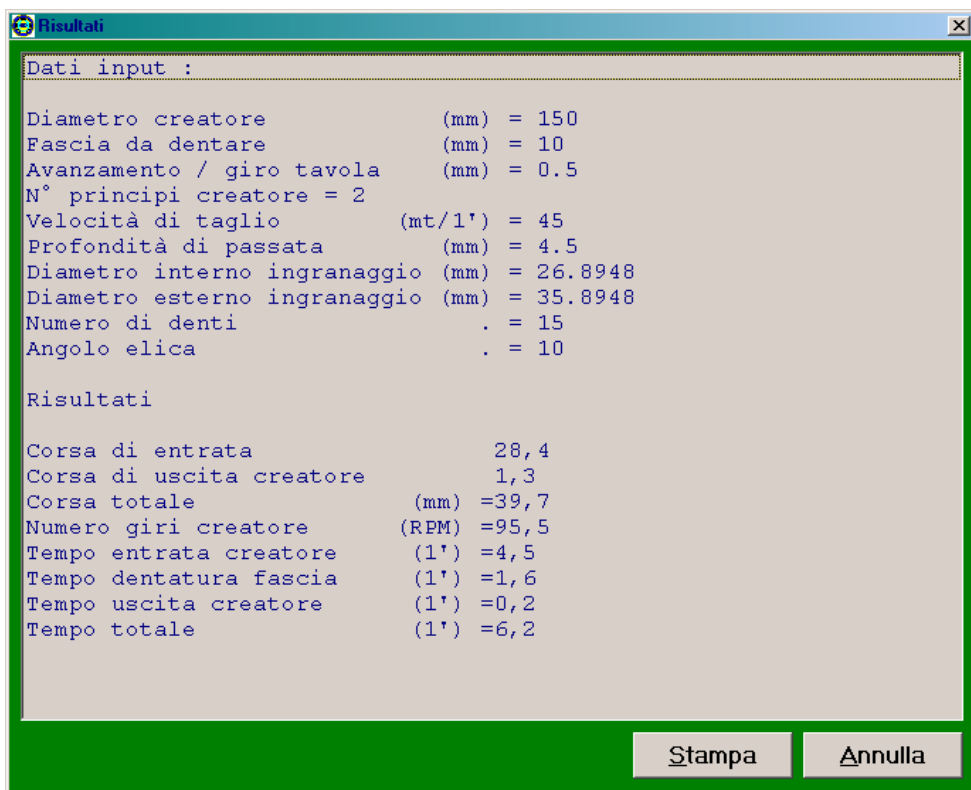 Risultati
Dati input :
Diametro creatore (mm) = 150
Fascia da dentare (mm) = 10
Avanzamento / giro tavola (mm) = 0.5
N° principi creatore = 2
Velocità di taglio (mt/1') = 45
Profondità di passata (mm) = 4.5
Diametro interno ingranaggio (mm) = 26.8948
Diametro esterno ingranaggio (mm) = 35.8948
Numero di denti . = 15
Angolo elica . = 10
Risultati
Corsa di entrata 28,4
Corsa di uscita creatore 1,3
Corsa totale (mm) =39,7
Numero giri creatore (RPM) =95,5
Tempo entrata creatore (1') =4,5
Tempo dentatura fascia (1') =1,6
Tempo uscita creatore (1') =0,2
Tempo totale (1') =6,2
Stampa Annulla